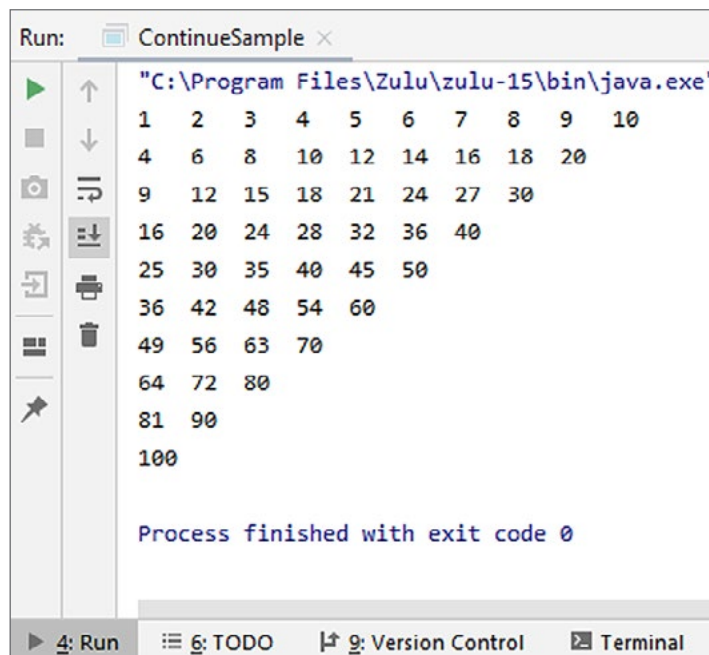 Run: ContinueSample
"C:\Program Files\Zulu\zulu-15\bin\java.exe"
1 2 3 4 5 6 7 8 9 10
4 6 8 10 12 14 16 18 20
9 12 15 18 21 24 27 30
16 20 24 28 32 36 40
25 30 35 40 45 50
36 42 48 54 60
49 56 63 70
64 72 80
81 90
100
Process finished with exit code 0
4: Run 6: TODO 9: Version Control Terminal